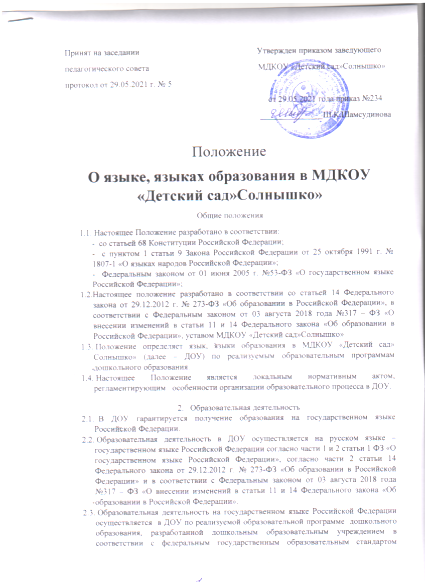 Принят на заседании
педагогического совета
протокол от 29.05.2021 г. № 5
Утвержден приказом заведующего
МДКОУ «Детский сад»Солнышко»
от 29.05.2021 года приказ №234
Шамсудинова
Положение
О языке, языках образования в МДКОУ
«Детский сад»Солнышко»
Общие положения
1.1. Настоящее Положение разработано в соответствии:
- со статьей 68 Конституции Российской Федерации;
- с пунктом 1 статьи 9 Закона Российской Федерации от 25 октября 1991 г. №
1807-1 «О языках народов Российской Федерации»;
- Федеральным законом от 01 июня 2005 г. №53-ФЗ «О государственном языке
Российской Федерации»;
1.2.Настоящее положение разработано в соответствии со статьей 14 Федерального
закона от 29.12.2012 г. № 273-ФЗ «Об образовании в Российской Федерации», в
соответствии с Федеральным законом от 03 августа 2018 года №317 – ФЗ «О
внесении изменений в статьи 11 и 14 Федерального закона «Об образовании в
Российской Федерации», уставом МДКОУ «Детский сад»Солнышко»
1.3. Положение определяет язык, языки образования в МДКОУ «Детский сад»
Солнышко» (далее - ДОУ) по реализуемым образовательным программам
дошкольного образования
1.4. Настоящее Положение является локальным нормативным актом,
регламентирующим особенности организации образовательного процесса в ДОУ.
2. Образовательная деятельность
2.1. В ДОУ гарантируется получение образования на государственном языке
Российской Федерации.
2.2. Образовательная деятельность в ДОУ осуществляется на русском языке -
государственном языке Российской Федерации согласно части 1 и 2 статьи 1 ФЗ «О
государственном языке Российской Федерации», согласно части 2 статьи 14
Федерального закона от 29.12.2012 г. № 273-ФЗ «Об образовании в Российской
Федерации» и в соответствии с Федеральным законом от 03 августа 2018 года
№317 – ФЗ «О внесении изменений в статьи 11 и 14 Федерального закона «Об
образовании в Российской Федерации».
2.3. Образовательная деятельность на государственном языке Российской Федерации
осуществляется в ДОУ по реализуемой образовательной программе дошкольного
образования, разработанной дошкольным образовательным учреждением в
соответствии с федеральным государственным образовательным стандартом